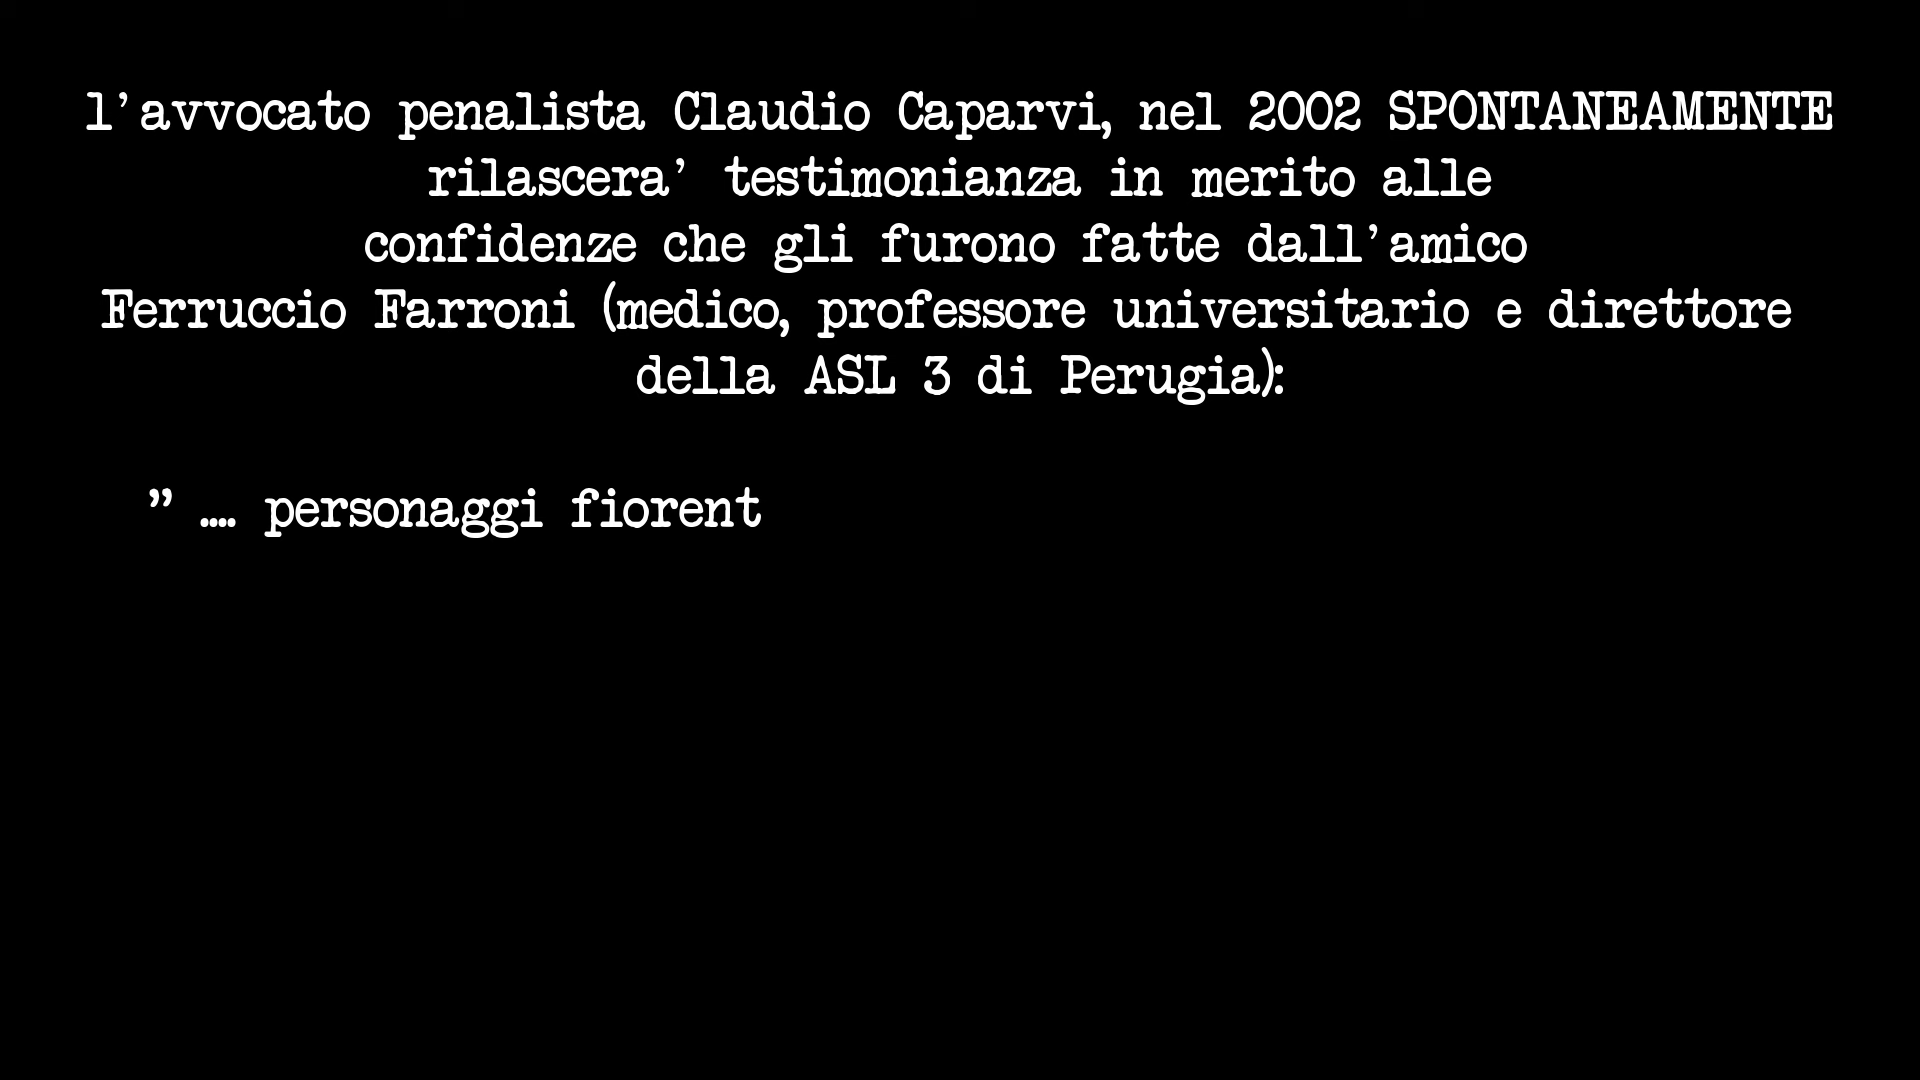 l'avvocato penalista Claudio Caparvi, nel 2002 SPONTANEAMENTE
rilascera' testimonianza in merito alle
confidenze che gli furono fatte dall'amico
Ferruccio Farroni (medico, professore universitario e direttore
della ASL 3 di Perugia):
" .... personaggi fiorent